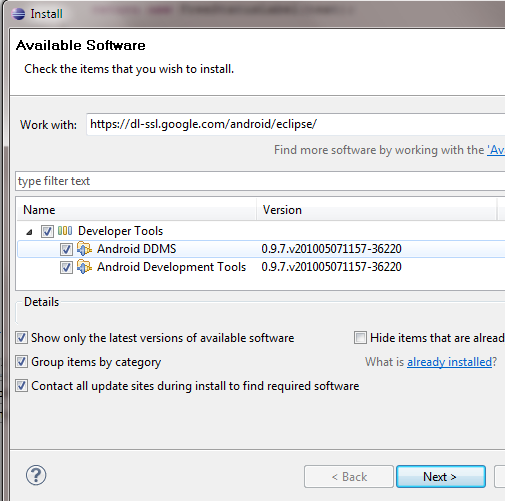 Install
Available Software
Check the items that you wish to install.
Work with: https://dl-ssl.google.com/android/eclipse/
Find more software by working with the 'Av
type filter text
Name Version
Developer Tools
Android DDMS 0.9.7.v201005071157-36220
Android Development Tools 0.9.7.v201005071157-36220
Details
Show only the latest versions of available software Hide items that are alread
Group items by category What is already installed?
Contact all update sites during install to find required software
? < Back Next >